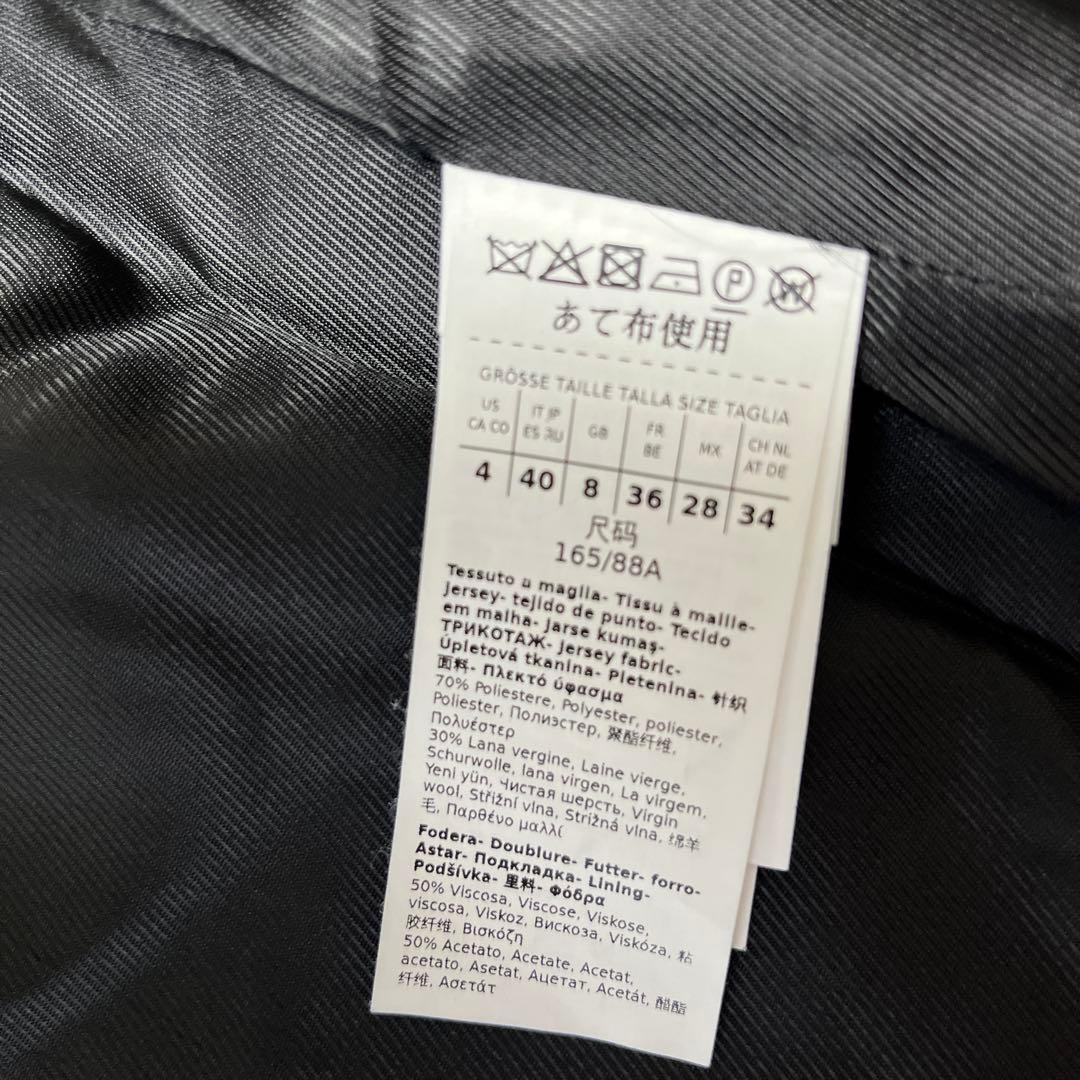 P W
あて布使用
GRÖSSE TAILLE TALLA SIZE TAGLIA
US CA CO IT JP ES RU GB FR BE MX CH NL AT DE
4 40 8 36 28 34
尺码
165/88A
Tessuto a maglia- Tissu à maille-
Jersey- tejido de punto- Tecido
em malha- Jarse kumaş-
ТРИКОТАЖ- Jersey fabric-
Úpletová tkanina- Pletenina- 针织
面料- Πλεκτό ύφασμα
70% Poliestere, Polyester, poliester,
Poliester, Полиэстер, 聚酯纤维,
Πολυέστερ
30% Lana vergine, Laine vierge,
Schurwolle, lana virgen, La virgem,
Yeni yün, Чистая шерсть, Virgin
wool, Střižní vlna, Strižná vlna, 绵羊
毛, Παρθένο μαλλί
Fodera- Doublure- Futter- forro-
Astar- Подкладка- Lining-
Podšívka- 里料- Φόδρα
50% Viscosa, Viscose, Viskose,
viscosa, Viskoz, Вискоза, Viskóza, 粘
胶纤维, Βισκόζη
50% Acetato, Acetate, Acetat,
acetato, Asetat, Ацетат, Acetát, 醋酯
纤维, Ασετάτ